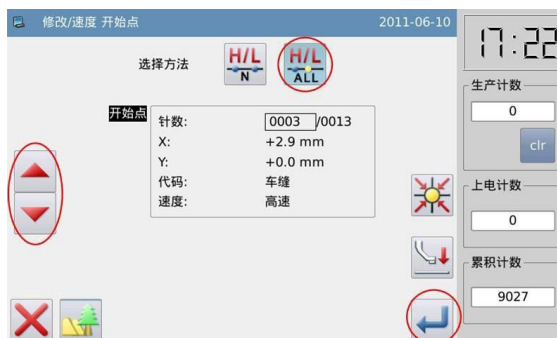 修改/速度 开始点
2011-06-10
17:22
选择方法
H/L
N
H/L
ALL
开始点
针数: 0003 /0013
X: +2.9 mm
Y: +0.0 mm
代码: 车缝
速度: 高速
生产计数
0
clr
上电计数
0
累积计数
9027